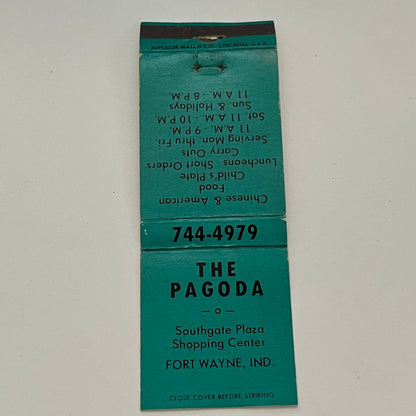 SUPERIOR MATCH CO. CHICAGO, U.S.A.
Chinese & American
Food
Child's Plate
Luncheons - Short Orders
Carry Outs
Serving Mon. thru Fri.
11 A.M. - 9 P.M.
Sat. 11 A.M. - 10 P.M.
Sun. & Holidays
11 A.M. - 8 P.M.
744-4979
THE
PAGODA
— o —
Southgate Plaza
Shopping Center
FORT WAYNE, IND.
CLOSE COVER BEFORE STRIKING